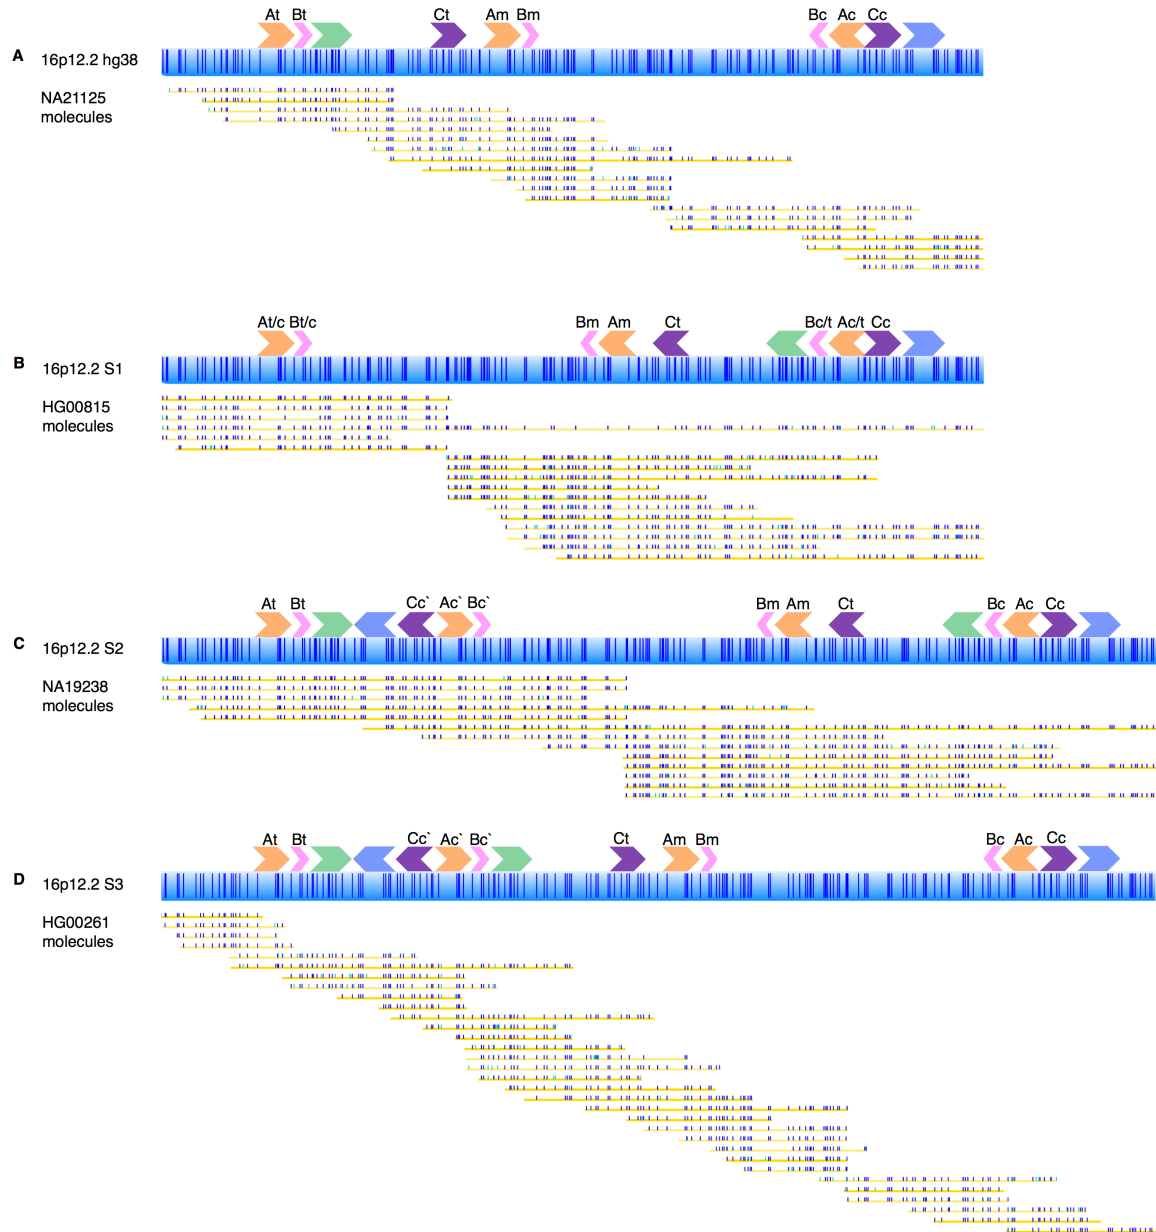 At Bt Ct Am Bm Bc Ac Cc
A 16p12.2 hg38
NA21125
molecules
At/c Bt/c Bm Am Ct Bc/t Ac/t Cc
B 16p12.2 S1
HG00815
molecules
At Bt Cc` Ac` Bc` Bm Am Ct Bc Ac Cc
C 16p12.2 S2
NA19238
molecules
At Bt Cc` Ac` Bc` Ct Am Bm Bc Ac Cc
D 16p12.2 S3
HG00261
molecules